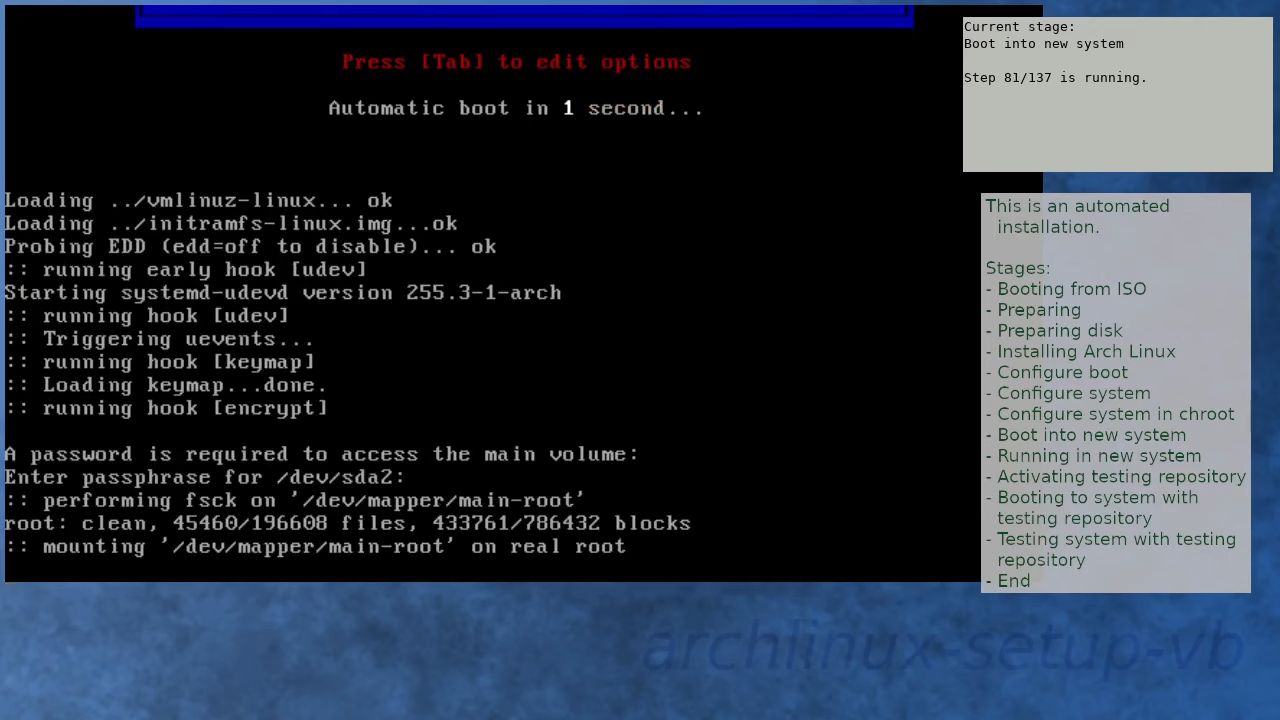 Press [Tab] to edit options
Automatic boot in 1 second...
Loading ../vmlinuz-linux... ok
Loading ../initramfs-linux.img...ok
Probing EDD (edd=off to disable)... ok
:: running early hook [udev]
Starting systemd-udevd version 255.3-1-arch
:: running hook [udev]
:: Triggering uevents...
:: running hook [keymap]
:: Loading keymap...done.
:: running hook [encrypt]
A password is required to access the main volume:
Enter passphrase for /dev/sda2:
:: performing fsck on '/dev/mapper/main-root'
root: clean, 45460/196608 files, 433761/786432 blocks
:: mounting '/dev/mapper/main-root' on real root
Current stage:
Boot into new system
Step 81/137 is running.
This is an automated
installation.
Stages:
- Booting from ISO
- Preparing
- Preparing disk
- Installing Arch Linux
- Configure boot
- Configure system
- Configure system in chroot
- Boot into new system
- Running in new system
- Activating testing repository
- Booting to system with
testing repository
- Testing system with testing
repository
- End
archlinux-setup-vb